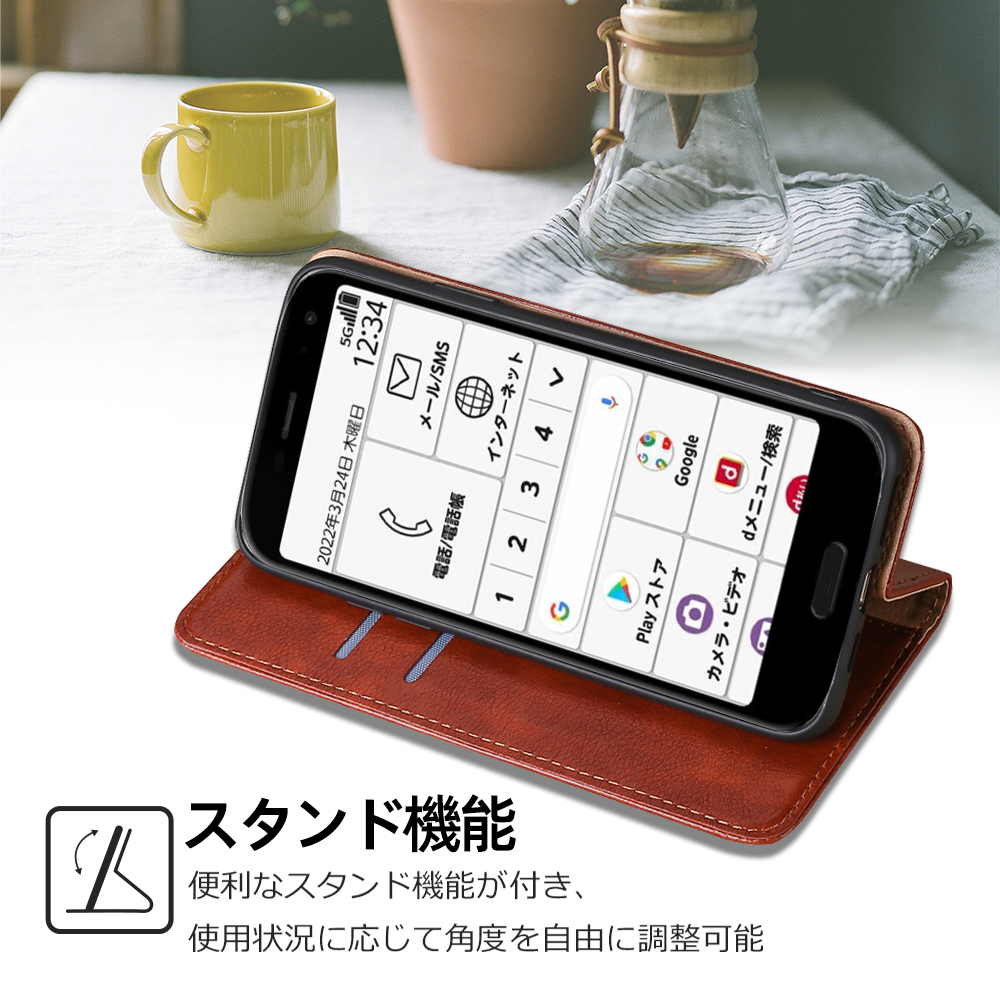 5G
12:34
2022年3月24日 木曜日
メール/SMS
インターネット
電話/電話帳
1 2 3 4
Google
Play ストア
dメニュー/検索
カメラ・ビデオ
スタンド機能
便利なスタンド機能が付き、
使用状況に応じて角度を自由に調整可能